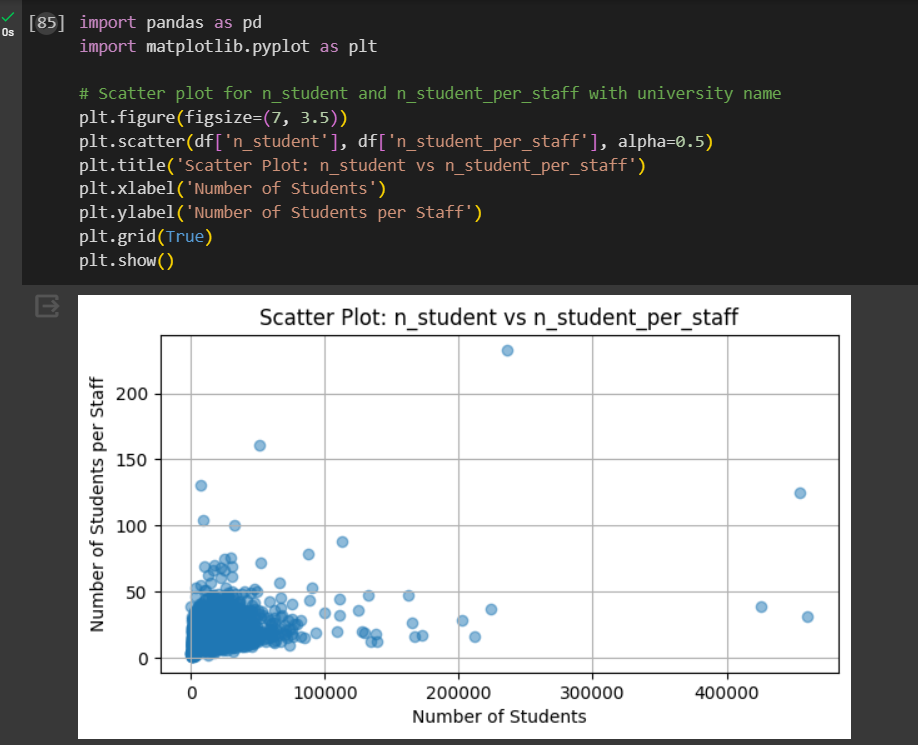 [85] import pandas as pd
0s import matplotlib.pyplot as plt
# Scatter plot for n_student and n_student_per_staff with university name
plt.figure(figsize=(7, 3.5))
plt.scatter(df['n_student'], df['n_student_per_staff'], alpha=0.5)
plt.title('Scatter Plot: n_student vs n_student_per_staff')
plt.xlabel('Number of Students')
plt.ylabel('Number of Students per Staff')
plt.grid(True)
plt.show()
Scatter Plot: n_student vs n_student_per_staff
Number of Students per Staff
200
150
100
50
0
0 100000 200000 300000 400000
Number of Students